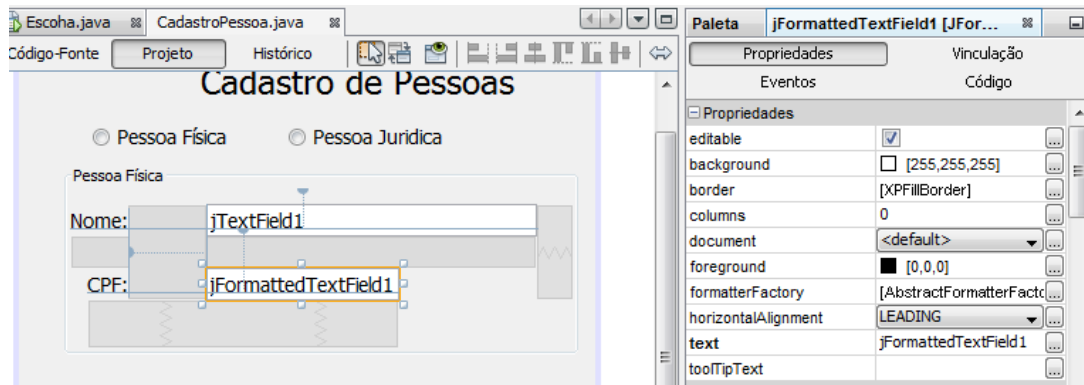 Escoha.java CadastroPessoa.java
Código-Fonte Projeto Histórico
Cadastro de Pessoas
Pessoa Física Pessoa Juridica
Pessoa Física
Nome: jTextField1
CPF: jFormattedTextField1
Paleta jFormattedTextField1 [JFor...
Propriedades Vinculação
Eventos Código
Propriedades
editable ...
background [255,255,255] ...
border [XPFillBorder] ...
columns 0 ...
document <default> ...
foreground [0,0,0] ...
formatterFactory [AbstractFormatterFactc ...
horizontalAlignment LEADING ...
text jFormattedTextField1 ...
toolTipText ...